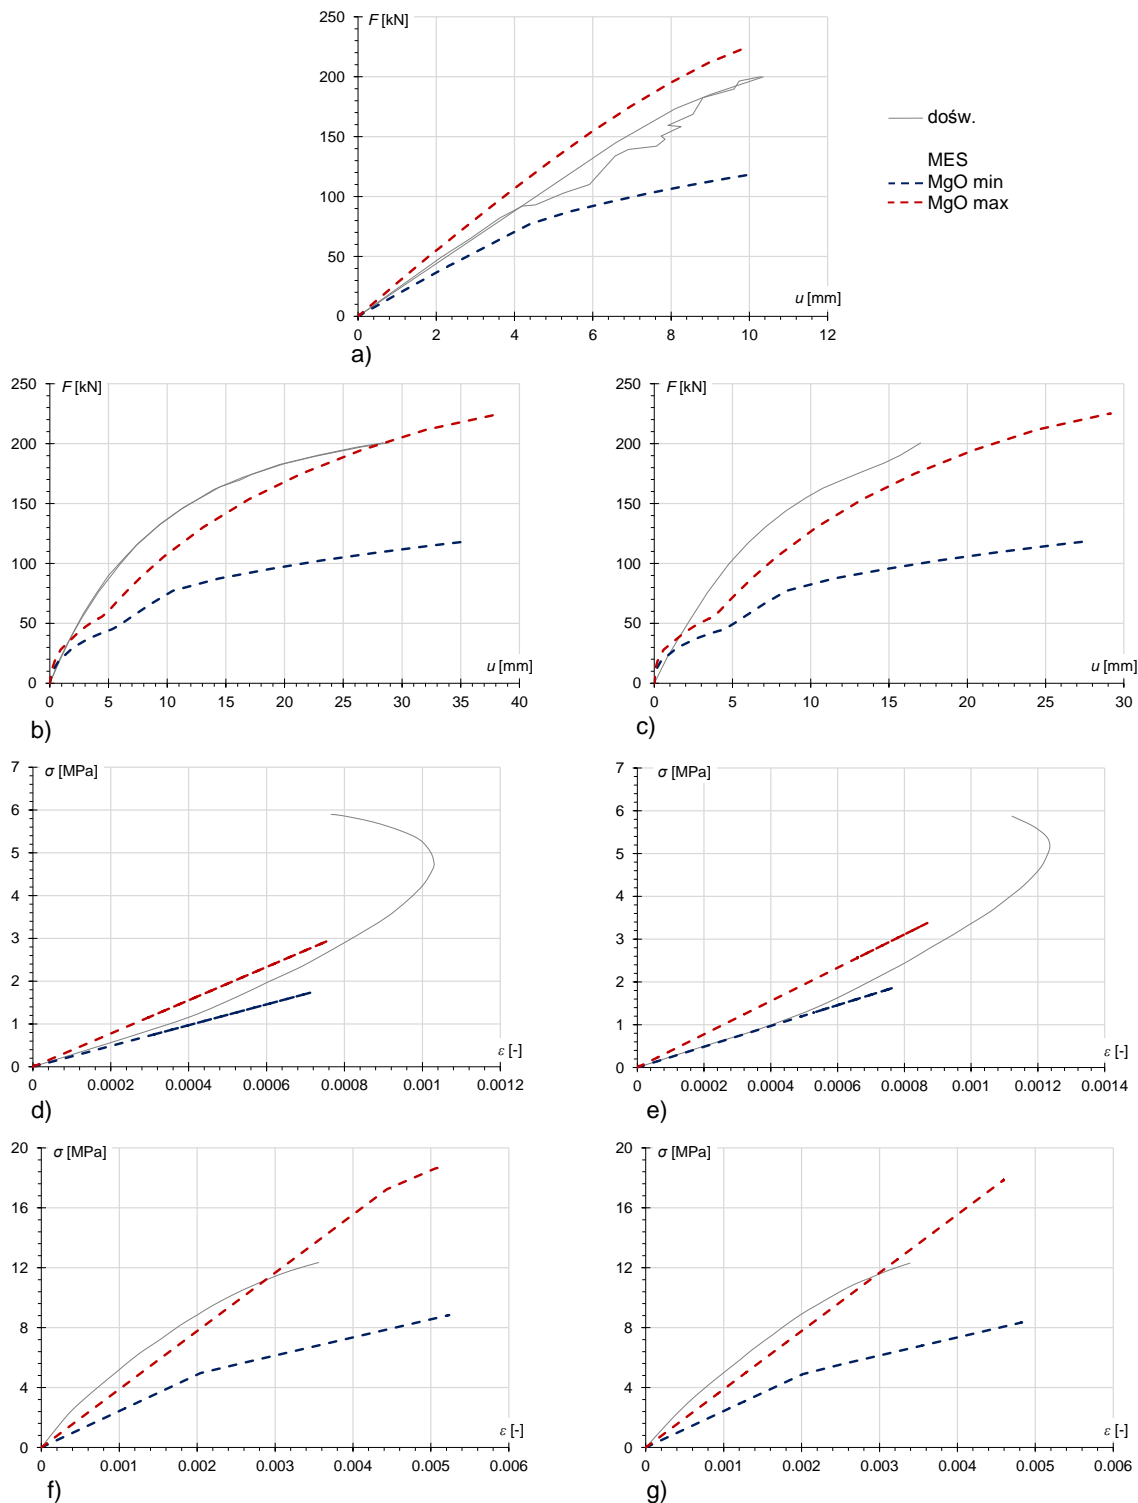 F [kN]
250
200
150
100
50
0
0 2 4 6 8 10 12
u [mm]
a)
dośw.
MES
MgO min
MgO max
F [kN]
250
200
150
100
50
0
0 5 10 15 20 25 30 35 40
u [mm]
b)
F [kN]
250
200
150
100
50
0
0 5 10 15 20 25 30
u [mm]
c)
σ [MPa]
7
6
5
4
3
2
1
0
0 0.0002 0.0004 0.0006 0.0008 0.001 0.0012
ε [-]
d)
σ [MPa]
7
6
5
4
3
2
1
0
0 0.0002 0.0004 0.0006 0.0008 0.001 0.0012 0.0014
ε [-]
e)
σ [MPa]
20
16
12
8
4
0
0 0.001 0.002 0.003 0.004 0.005 0.006
ε [-]
f)
σ [MPa]
20
16
12
8
4
0
0 0.001 0.002 0.003 0.004 0.005 0.006
ε [-]
g)